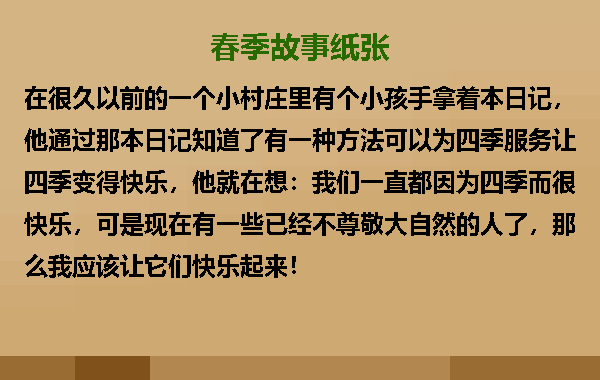 春季故事纸张
在很久以前的一个小村庄里有个小孩手拿着本日记，
他通过那本日记知道了有一种方法可以为四季服务让
四季变得快乐，他就在想：我们一直都因为四季而很
快乐，可是现在有一些已经不尊敬大自然的人了，那
么我应该让它们快乐起来！